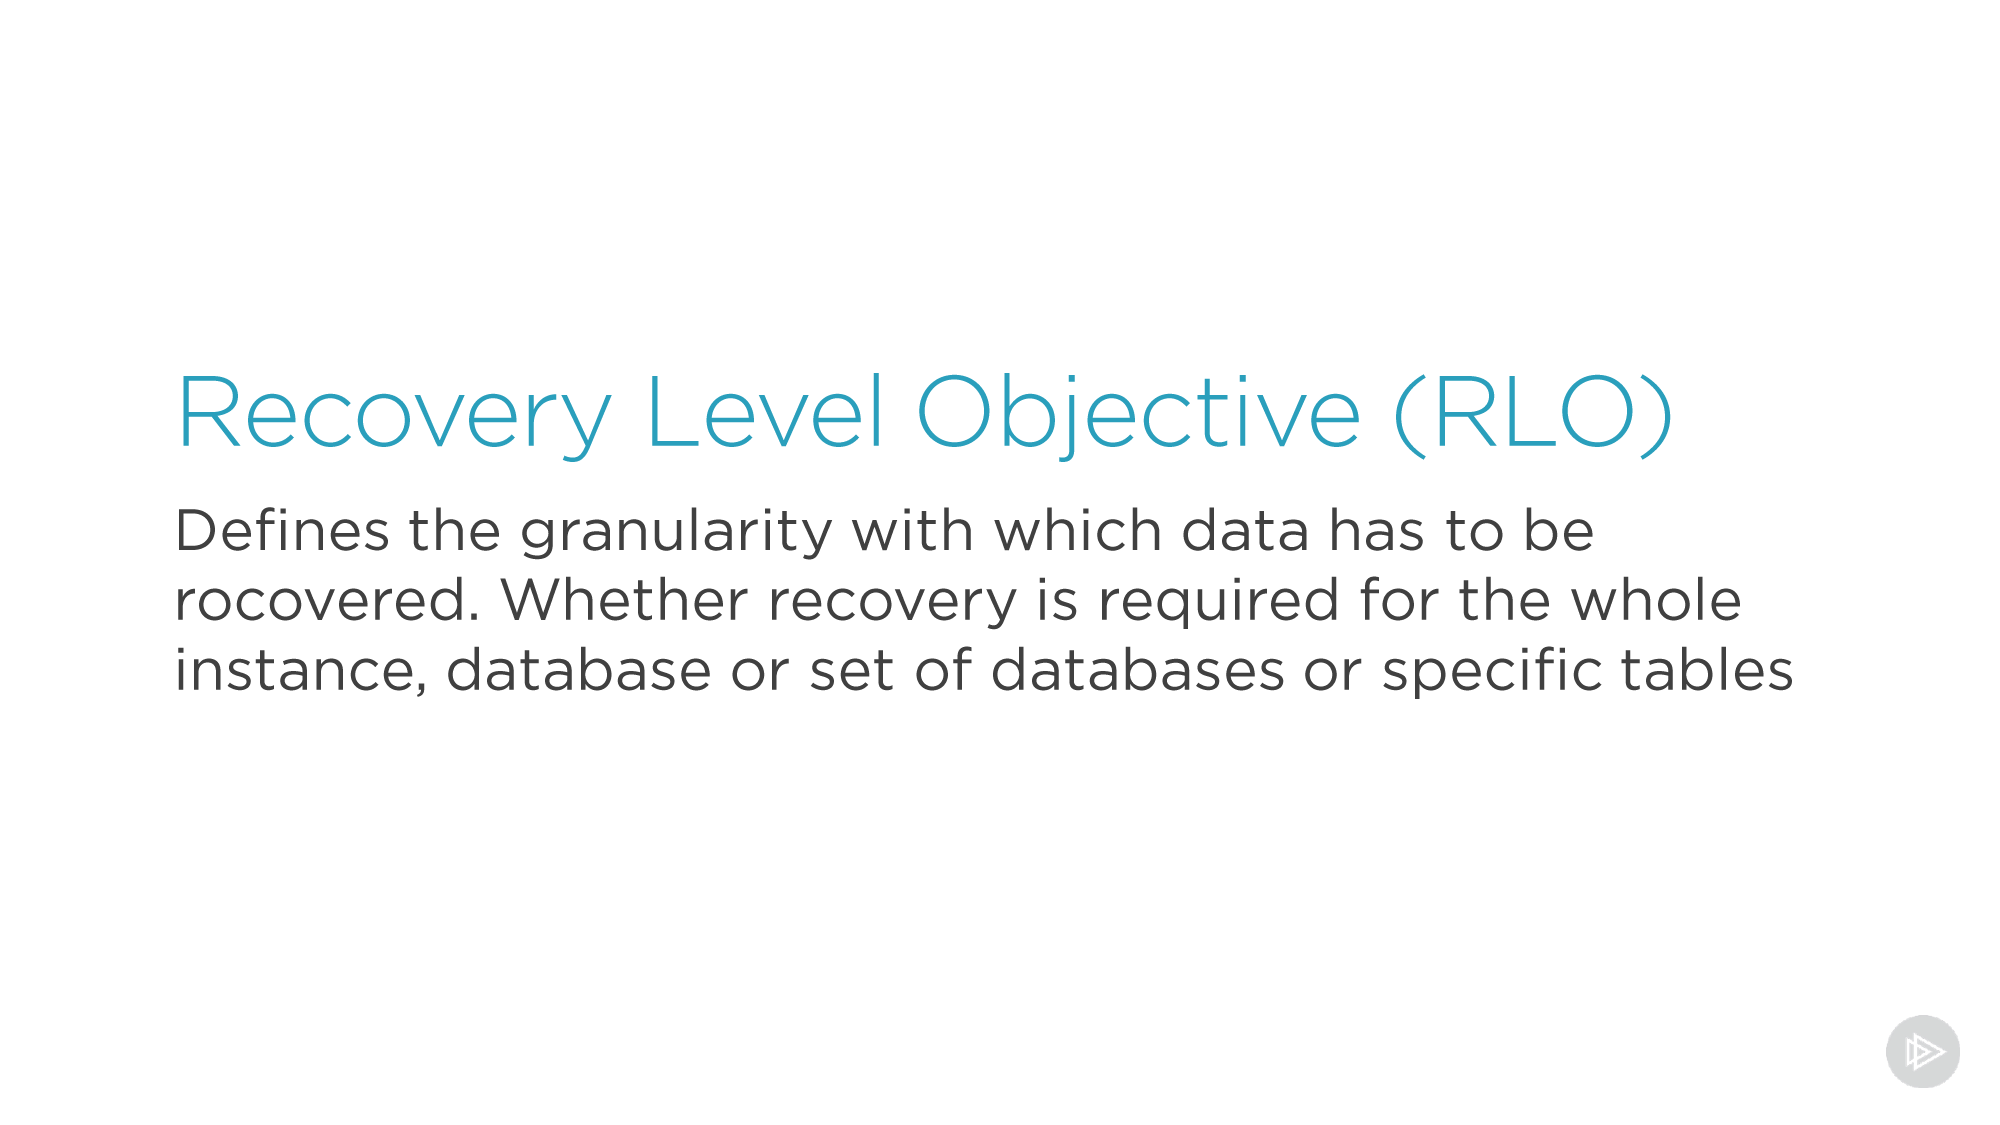 Recovery Level Objective (RLO)
Defines the granularity with which data has to be
rocovered. Whether recovery is required for the whole
instance, database or set of databases or specific tables